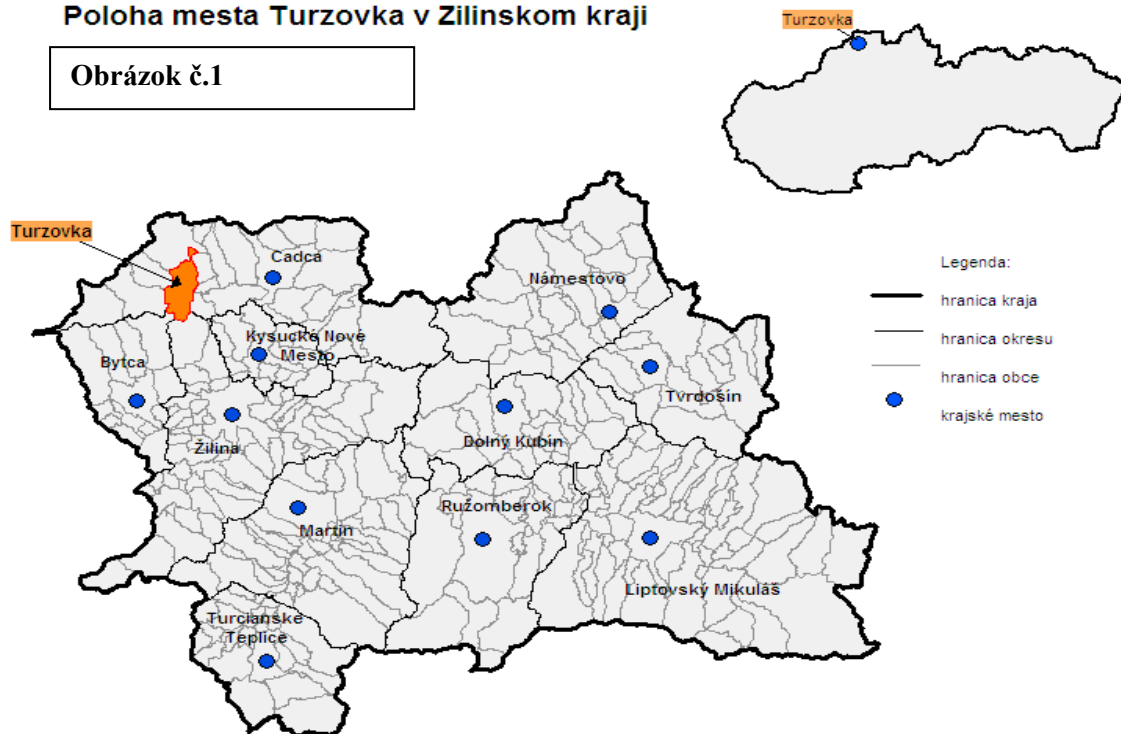 Poloha mesta Turzovka v Zilinskom kraji
Obrázok č.1
Turzovka
Turzovka
Cadca
Námestovo
Kysucké Nové
Mesto
Bytca
Tvrdošín
Žilina
Dolný Kubín
Ružomberok
Martin
Liptovský Mikuláš
Turcianske
Teplice
Legenda:
hranica kraja
hranica okresu
hranica obce
krajské mesto